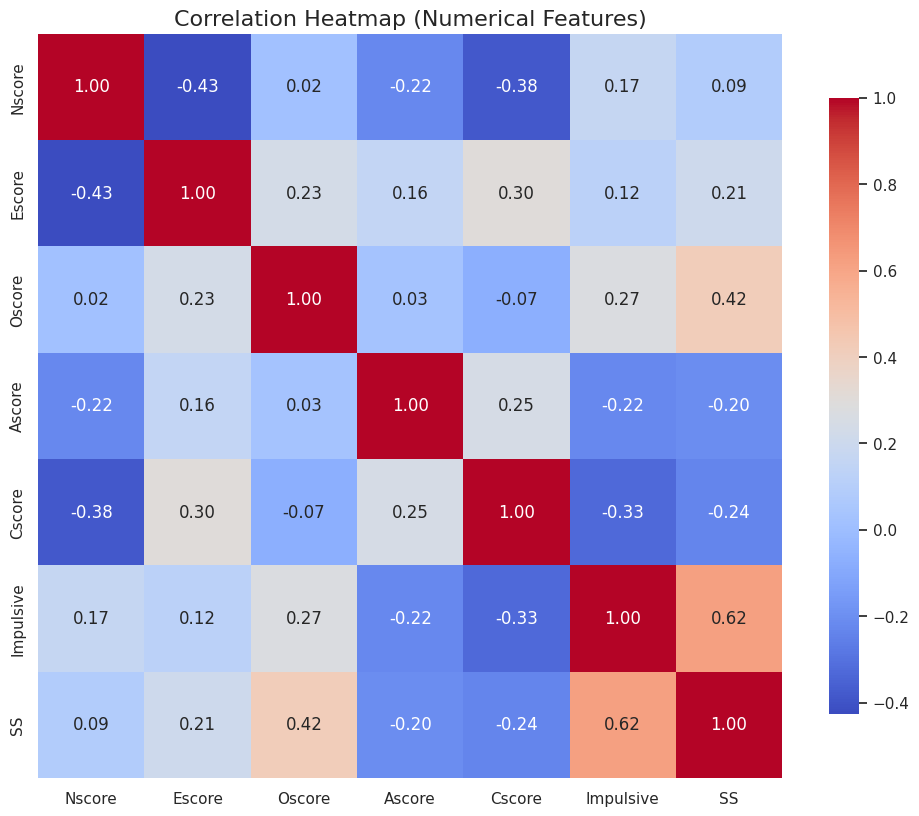 Correlation Heatmap (Numerical Features)
Nscore 1.00 -0.43 0.02 -0.22 -0.38 0.17 0.09
Escore -0.43 1.00 0.23 0.16 0.30 0.12 0.21
Oscore 0.02 0.23 1.00 0.03 -0.07 0.27 0.42
Ascore -0.22 0.16 0.03 1.00 0.25 -0.22 -0.20
Cscore -0.38 0.30 -0.07 0.25 1.00 -0.33 -0.24
Impulsive 0.17 0.12 0.27 -0.22 -0.33 1.00 0.62
SS 0.09 0.21 0.42 -0.20 -0.24 0.62 1.00
Nscore Escore Oscore Ascore Cscore Impulsive SS
1.0
0.8
0.6
0.4
0.2
0.0
−0.2
−0.4